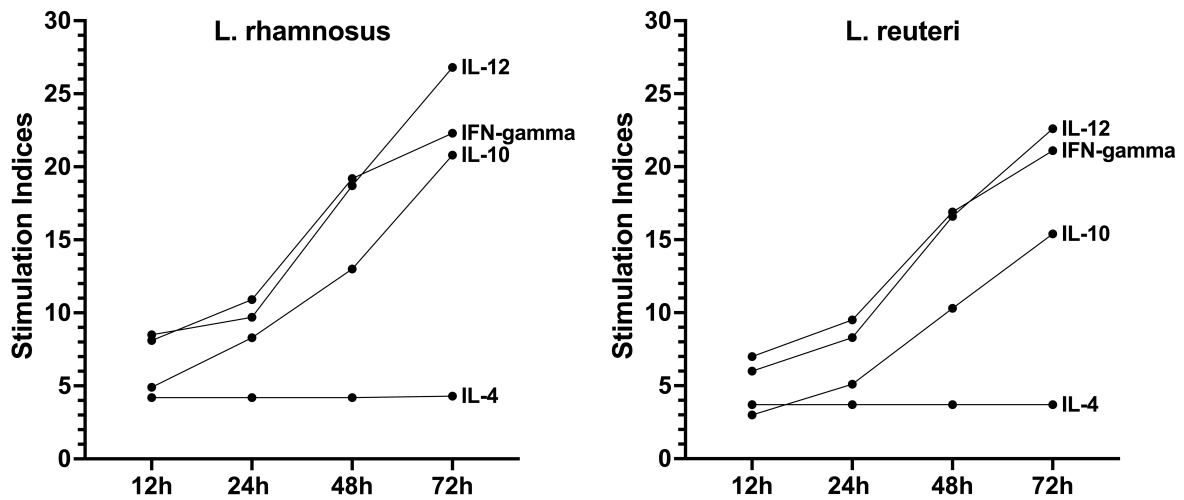 L. rhamnosus
Stimulation Indices
30
25
20
15
10
5
0
12h
24h
48h
72h
IL-12
IFN-gamma
IL-10
IL-4
L. reuteri
Stimulation Indices
30
25
20
15
10
5
0
12h
24h
48h
72h
IL-12
IFN-gamma
IL-10
IL-4